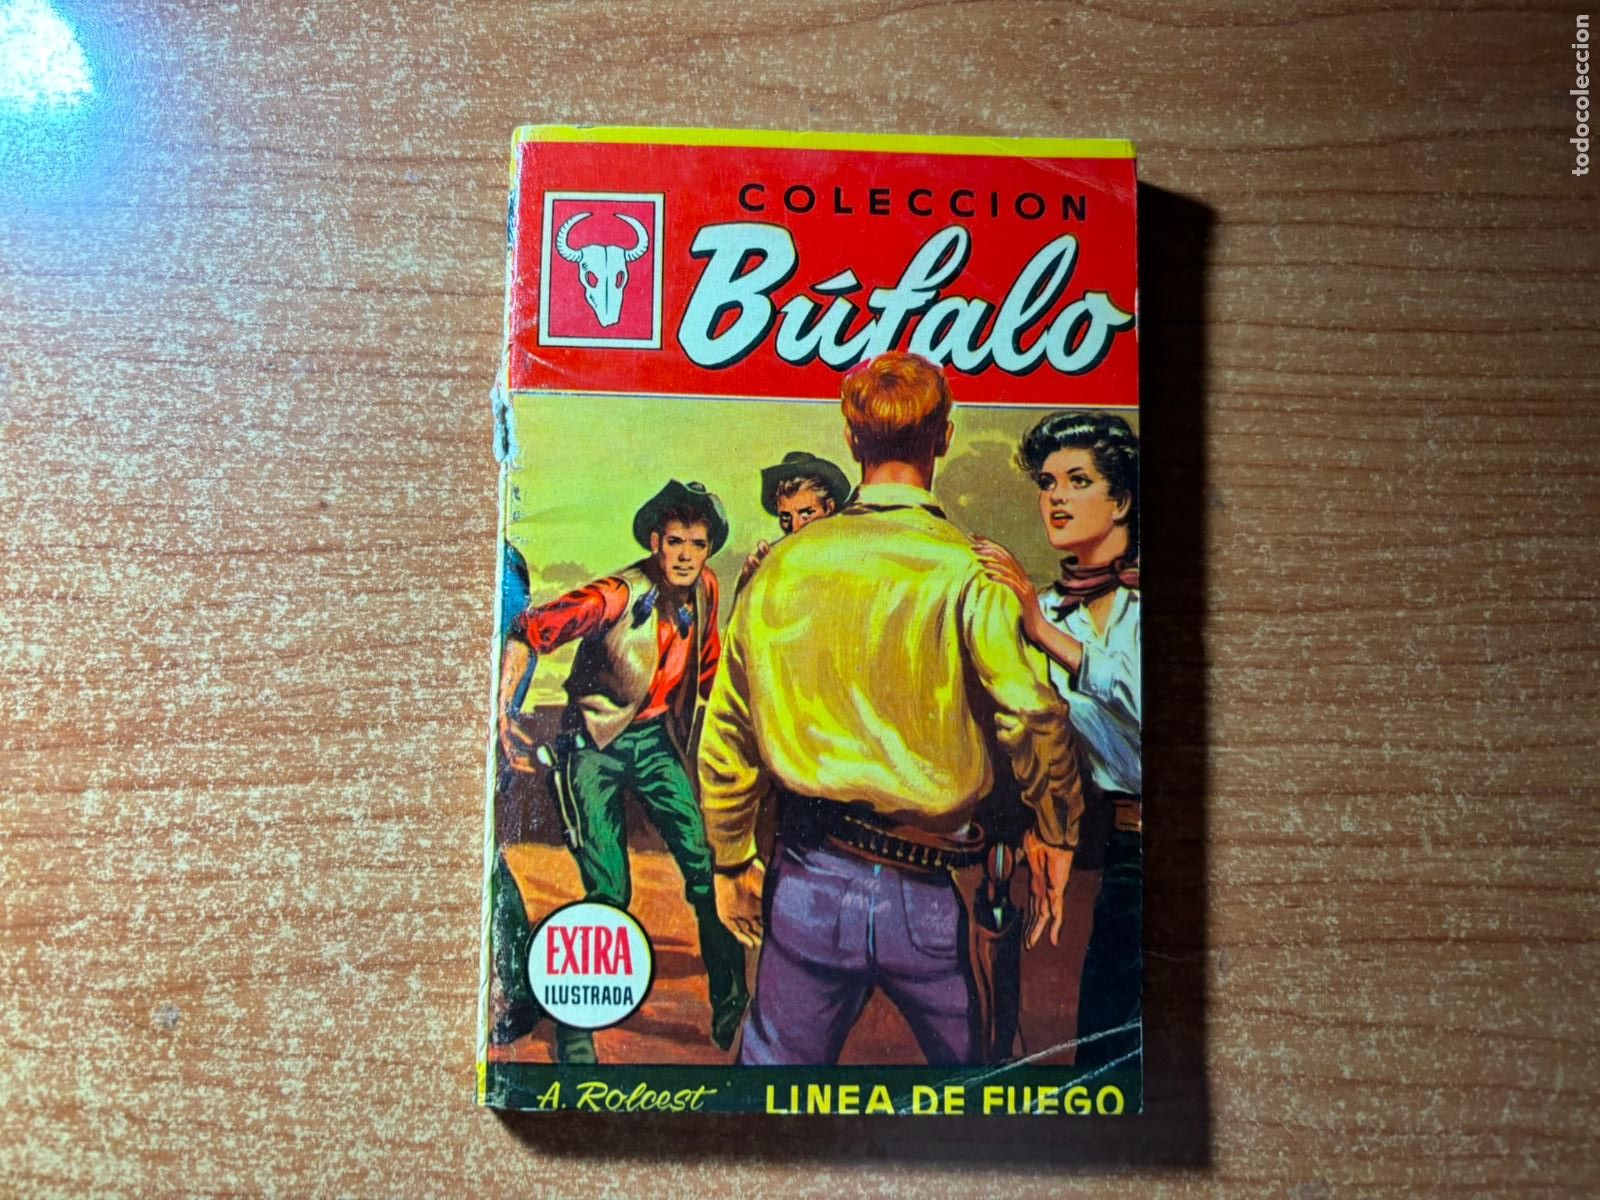 COLECCION
Búfalo
EXTRA
ILUSTRADA
A. Rolcest
LINEA DE FUEGO
todocoleccion